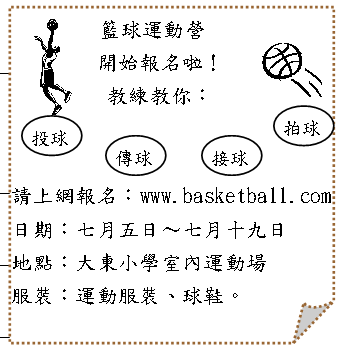 籃球運動營
開始報名啦！
教練教你：
投球
傳球
接球
拍球
請上網報名：www.basketball.com
日期：七月五日～七月十九日
地點：大東小學室內運動場
服裝：運動服裝、球鞋。